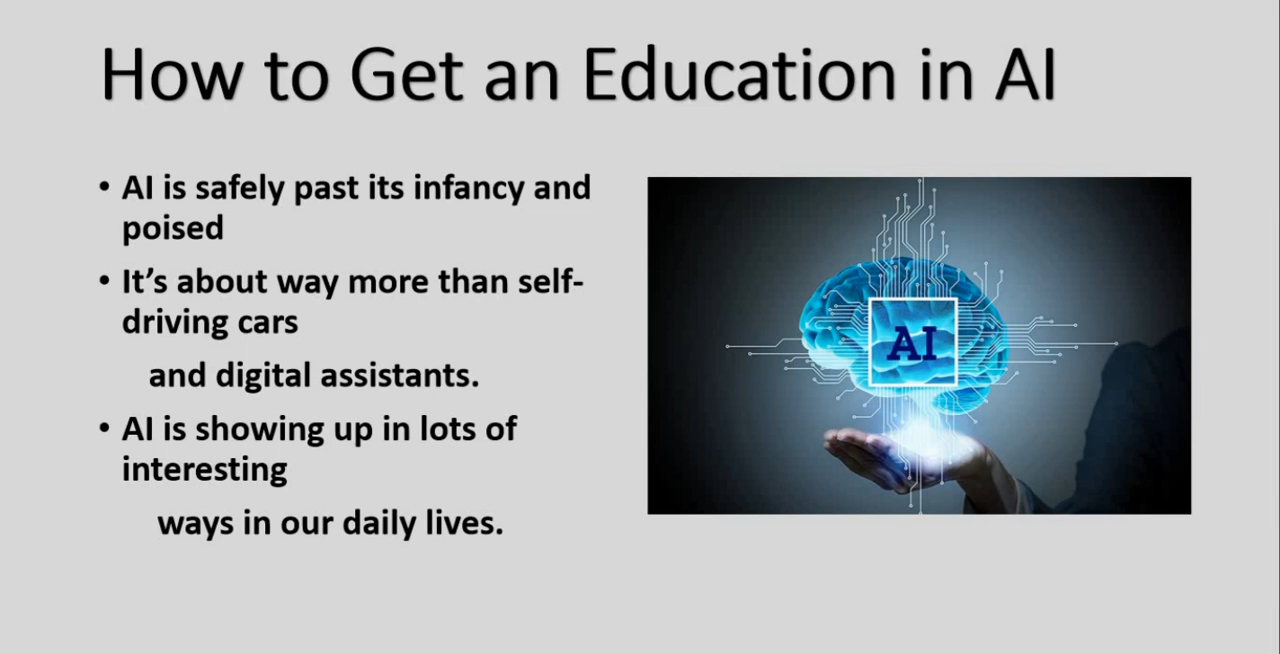 How to Get an Education in AI
• AI is safely past its infancy and
poised
• It’s about way more than self-
driving cars
and digital assistants.
• AI is showing up in lots of
interesting
ways in our daily lives.
AI